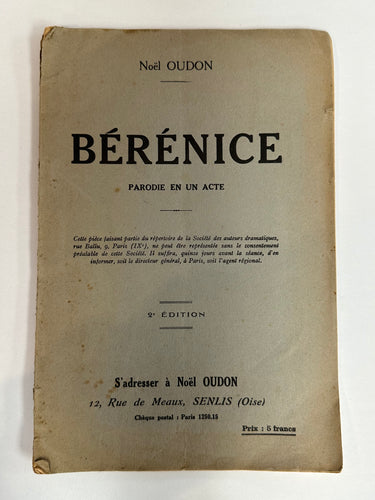 Noël OUDON
BÉRÉNICE
PARODIE EN UN ACTE
Cette pièce faisant partie du répertoire de la Société des auteurs dramatiques,
rue Ballu, 9, Paris (IXe), ne peut être représentée sans le consentement
préalable de cette Société. Il suffira, quinze jours avant la séance, d'en
informer, soit le directeur général, à Paris, soit l'agent régional.
2e ÉDITION
S'adresser à Noël OUDON
12, Rue de Meaux, SENLIS (Oise)
Chèque postal : Paris 1250.15
Prix : 5 francs